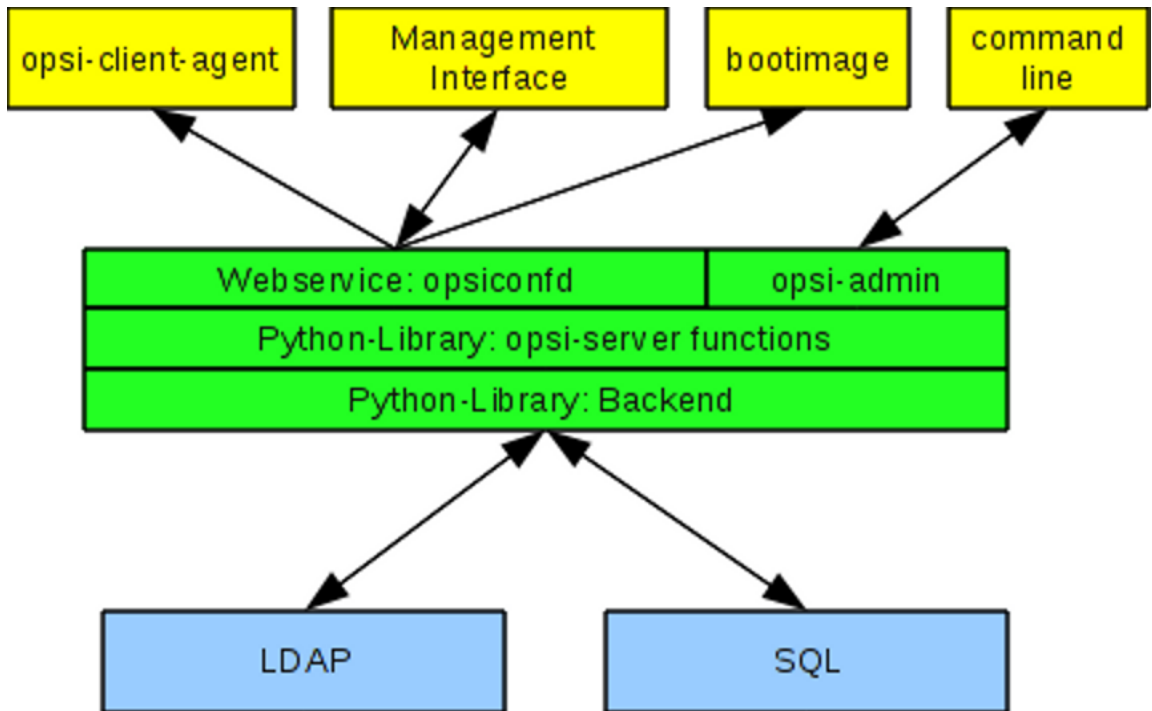 opsi-client-agent
Management
Interface
bootimage
command
line
Webservice: opsiconfd
opsi-admin
Python-Library: opsi-server functions
Python-Library: Backend
LDAP
SQL